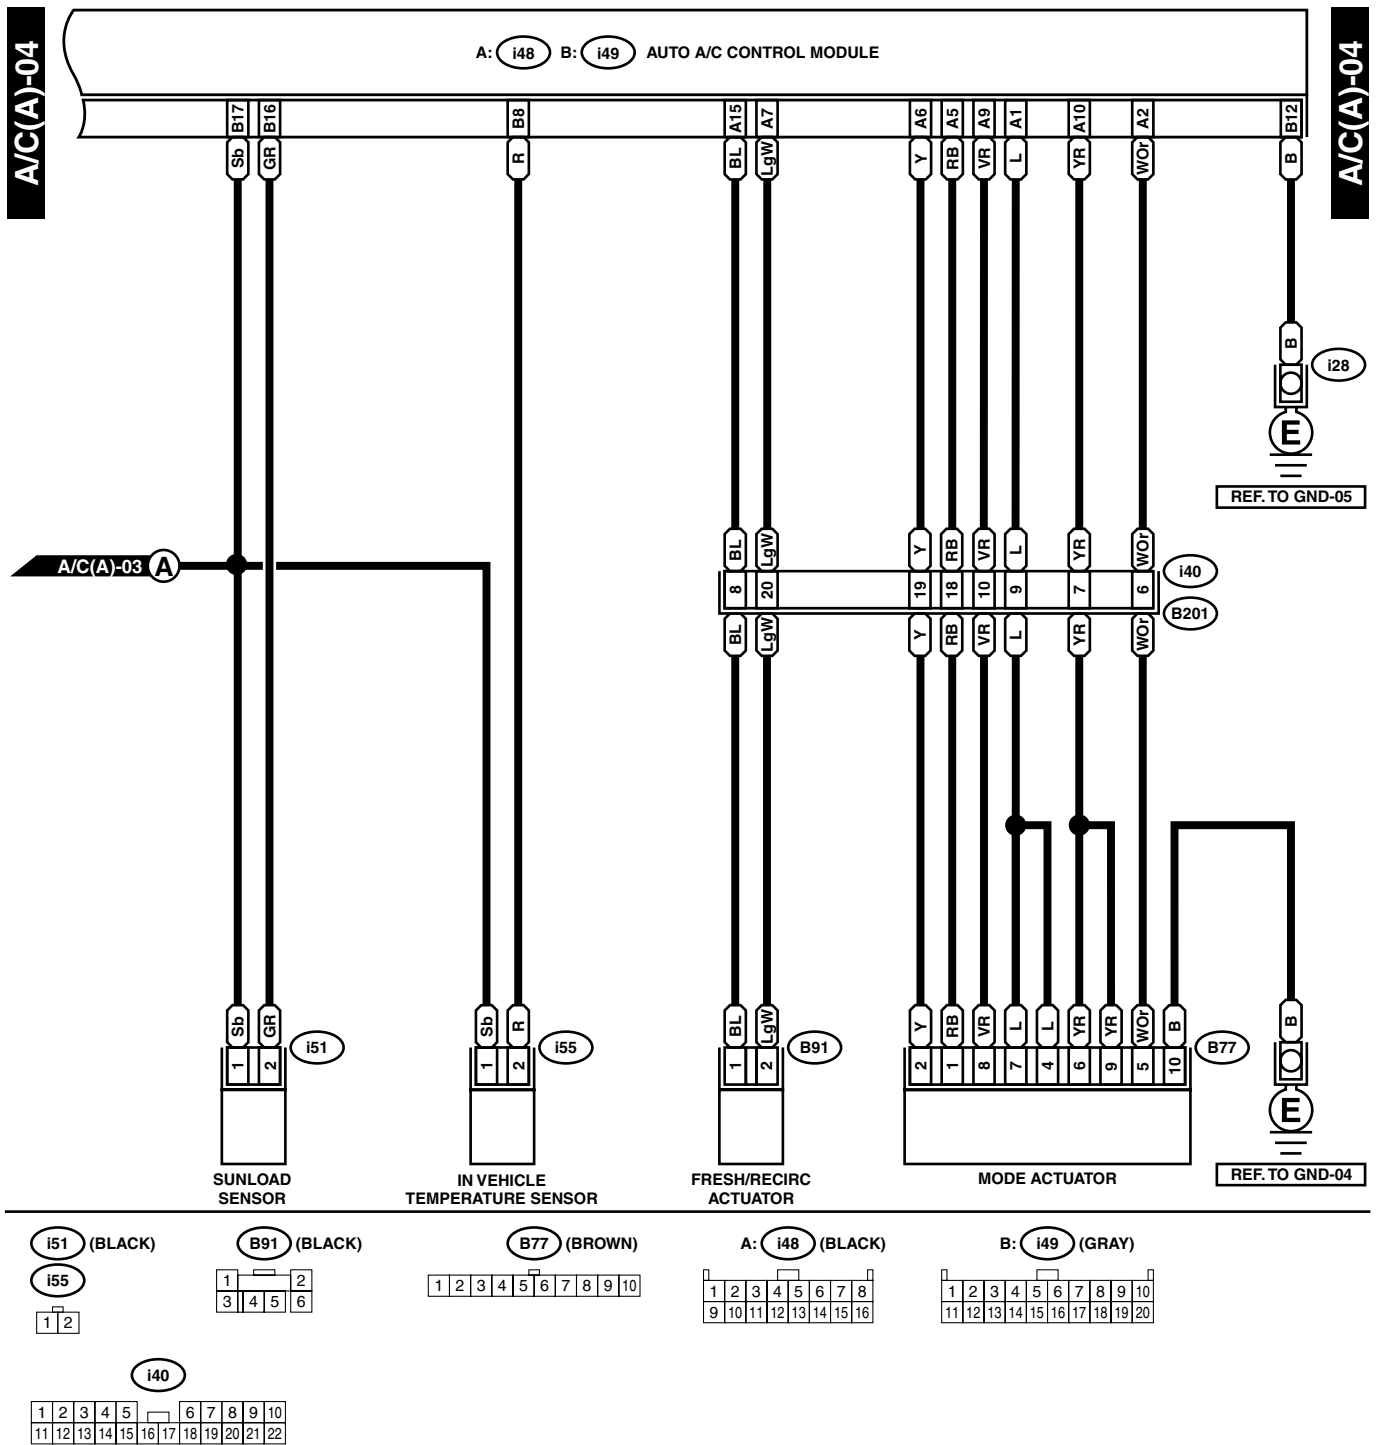 A/C(A)-04
A: i48 B: i49 AUTO A/C CONTROL MODULE
A/C(A)-04
B17 B16 B8 A15 A7 A6 A5 A9 A1 A10 A2 B12
Sb GR R BL LgW Y RB VR L YR WOr B
B
i28
E
REF. TO GND-05
BL LgW Y RB VR L YR WOr
A/C(A)-03 A
8 20 19 18 10 9 7 6
i40
B201
BL LgW Y RB VR L YR WOr
Sb GR Sb R BL LgW Y RB VR L L YR YR WOr B B
1 2 i51 1 2 i55 1 2 B91 2 1 8 7 4 6 9 5 10 B77
E
SUNLOAD
SENSOR
IN VEHICLE
TEMPERATURE SENSOR
FRESH/RECIRC
ACTUATOR
MODE ACTUATOR
REF. TO GND-04
i51 (BLACK)
i55
1 2
B91 (BLACK)
1 2
3 4 5 6
B77 (BROWN)
1 2 3 4 5 6 7 8 9 10
A: i48 (BLACK)
1 2 3 4 5 6 7 8
9 10 11 12 13 14 15 16
B: i49 (GRAY)
1 2 3 4 5 6 7 8 9 10
11 12 13 14 15 16 17 18 19 20
i40
1 2 3 4 5 6 7 8 9 10
11 12 13 14 15 16 17 18 19 20 21 22